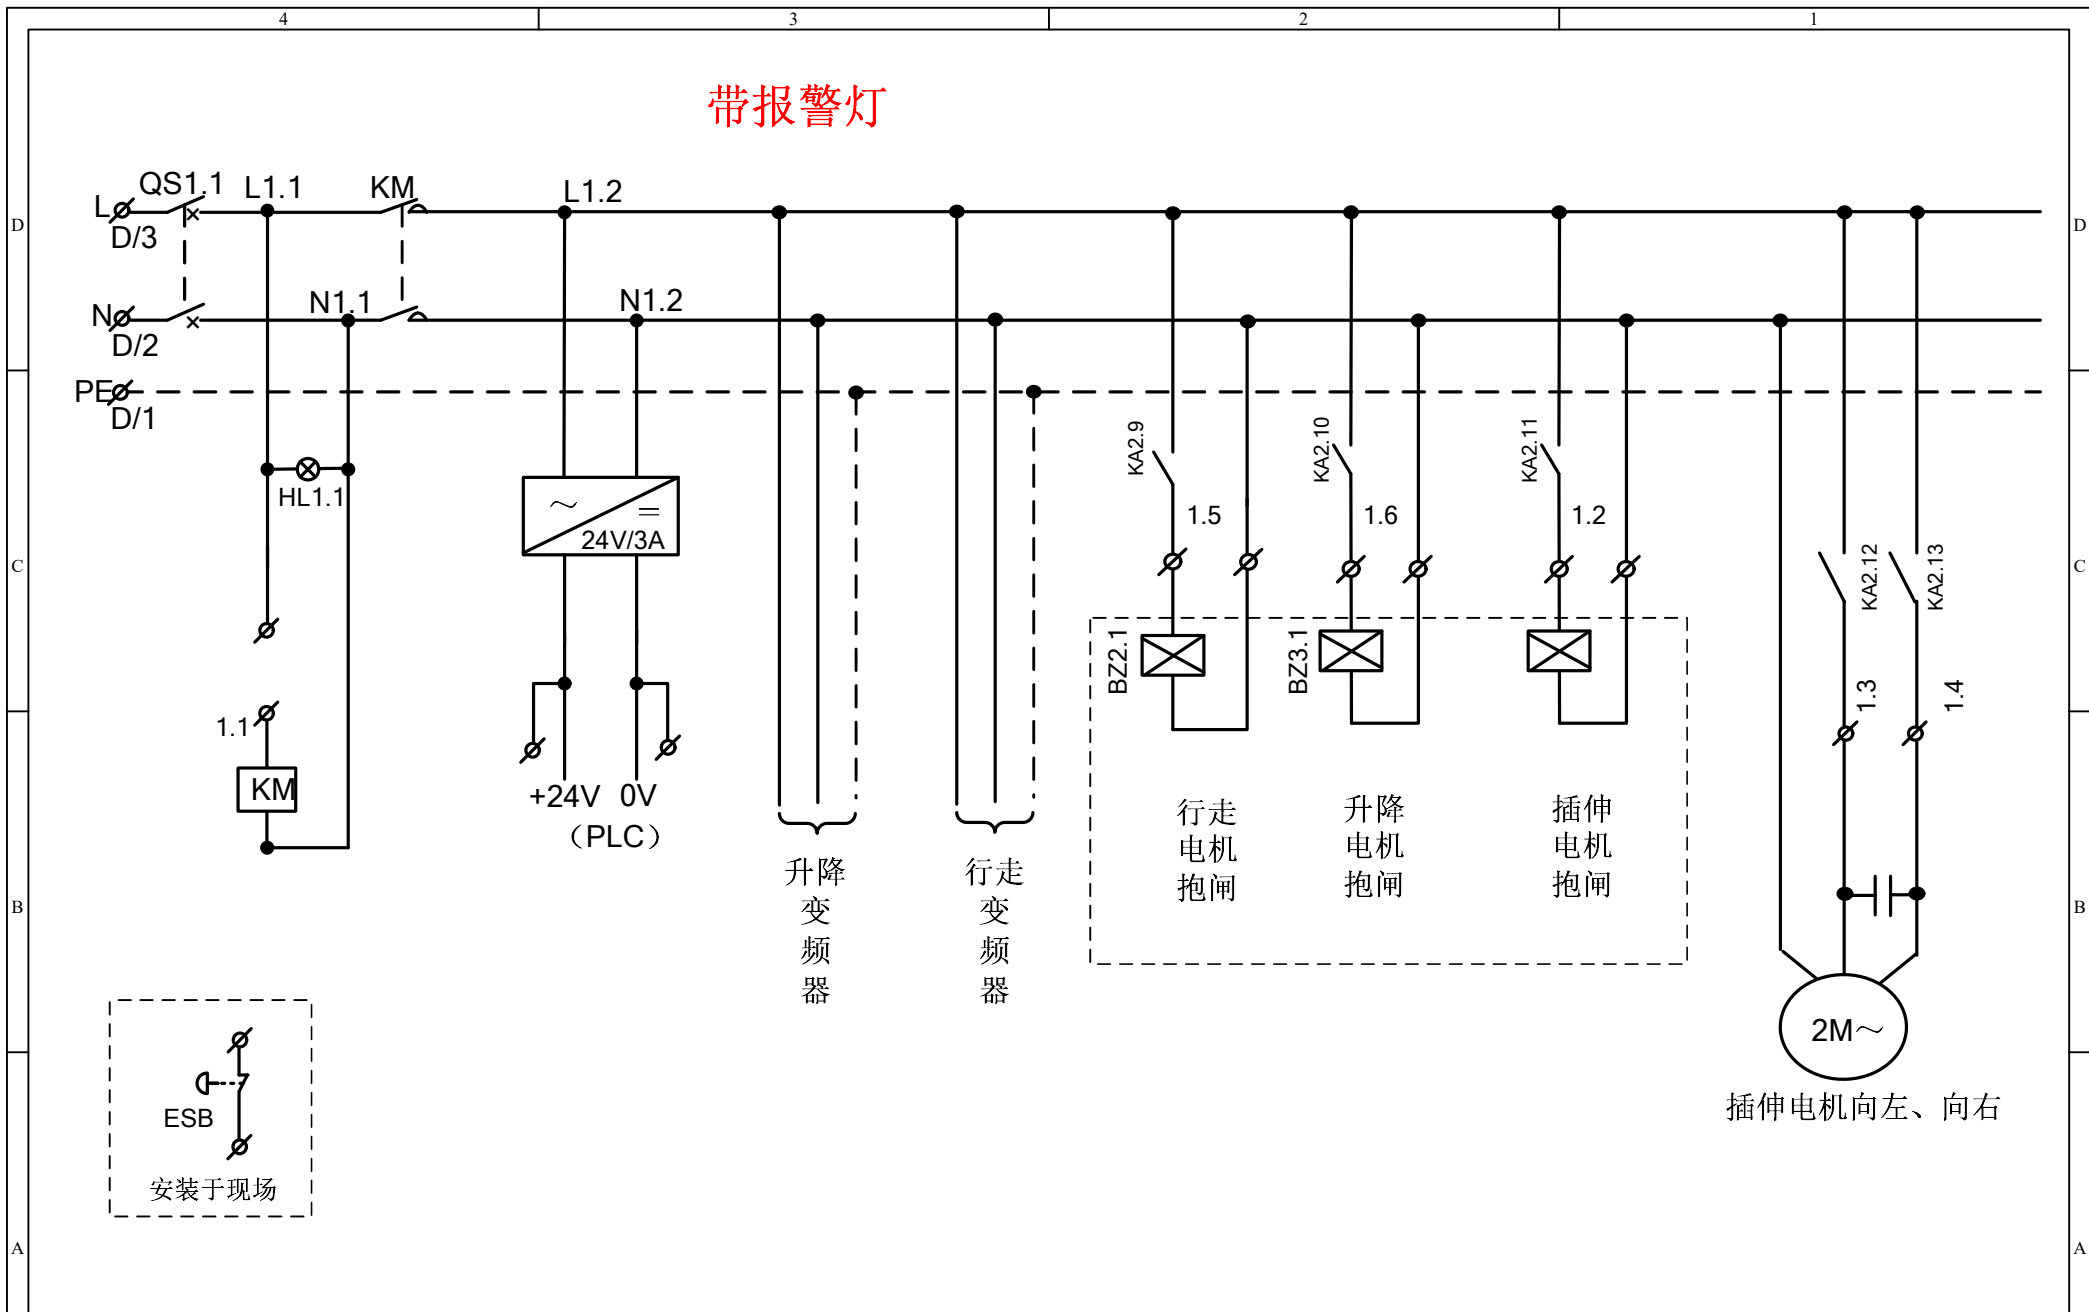 4 3 2 1
带报警灯
QS1.1 L1.1 KM L1.2
L
D/3
D D
N N1.1 N1.2
D/2
PE
D/1
KA2.9 KA2.10 KA2.11
HL1.1
1.5 1.6 1.2
~ =
24V/3A
C C
KA2.12 KA2.13
BZ2.1 BZ3.1
1.3 1.4
1.1
KM
+24V 0V
(PLC)
行走
电机
抱闸
升降
电机
抱闸
插伸
电机
抱闸
升降
变
频
器
行走
变
频
器
B B
2M~
插伸电机向左、向右
ESB
安装于现场
A A